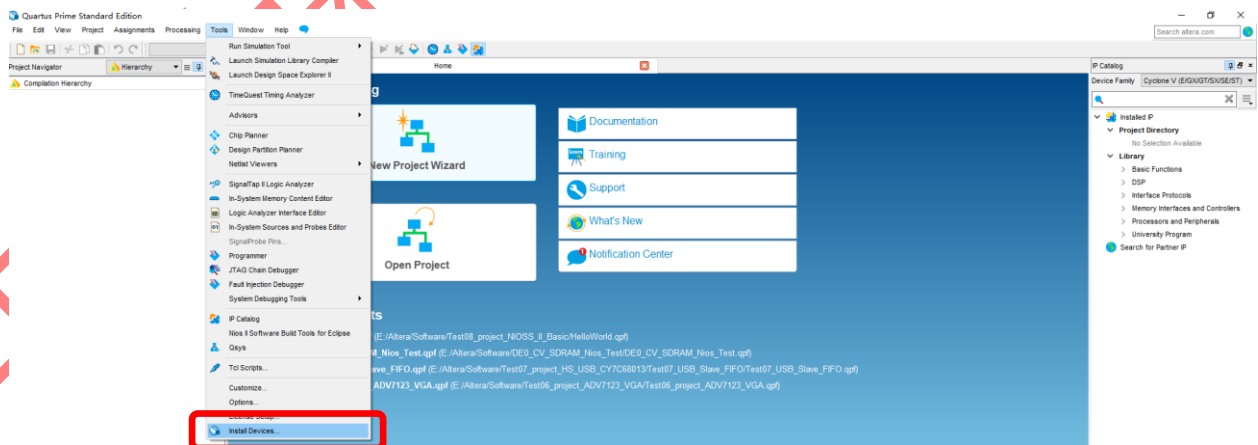 Quartus Prime Standard Edition
File Edit View Project Assignments Processing Tools Window Help
Search altera.com
Project Navigator
Hierarchy
Compilation Hierarchy
Run Simulation Tool
Launch Simulation Library Compiler
Launch Design Space Explorer II
TimeQuest Timing Analyzer
Advisors
Chip Planner
Design Partition Planner
Netlist Viewers
SignalTap II Logic Analyzer
In-System Memory Content Editor
Logic Analyzer Interface Editor
In-System Sources and Probes Editor
SignalProbe Pins...
Programmer
JTAG Chain Debugger
Fault Injection Debugger
System Debugging Tools
IP Catalog
Nios II Software Build Tools for Eclipse
Qsys
Tcl Scripts...
Customize...
Options...
License Setup...
Install Devices...
Home
g
New Project Wizard
Open Project
Documentation
Training
Support
What's New
Notification Center
ts
(E:/Altera/Software/Test08_project_NIOSS_II_Basic/HelloWorld.qpf)
M_Nios_Test.qpf (E:/Altera/Software/DE0_CV_SDRAM_Nios_Test/DE0_CV_SDRAM_Nios_Test.qpf)
ave_FIFO.qpf (E:/Altera/Software/Test07_project_HS_USB_CY7C68013/Test07_USB_Slave_FIFO/Test07_USB_Slave_FIFO.qpf)
ADV7123_VGA.qpf (E:/Altera/Software/Test06_project_ADV7123_VGA/Test06_project_ADV7123_VGA.qpf)
IP Catalog
Device Family Cyclone V (E/GX/GT/SX/SE/ST)
Installed IP
Project Directory
No Selection Available
Library
Basic Functions
DSP
Interface Protocols
Memory Interfaces and Controllers
Processors and Peripherals
University Program
Search for Partner IP